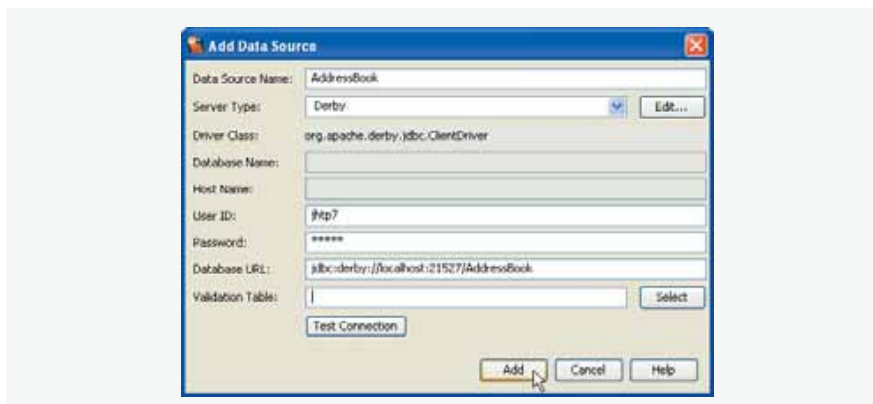 Add Data Source
Data Source Name: AddressBook
Server Type: Derby Edit...
Driver Class: org.apache.derby.jdbc.ClientDriver
Database Name:
Host Name:
User ID: jhtp7
Password: *****
Database URL: jdbc:derby://localhost:21527/AddressBook
Validation Table: Select
Test Connection
Add Cancel Help